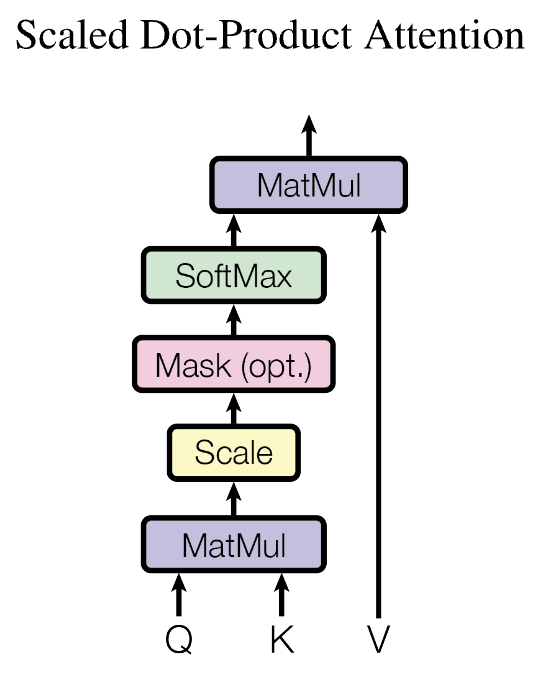 Scaled Dot-Product Attention
MatMul
SoftMax
Mask (opt.)
Scale
MatMul
Q K V